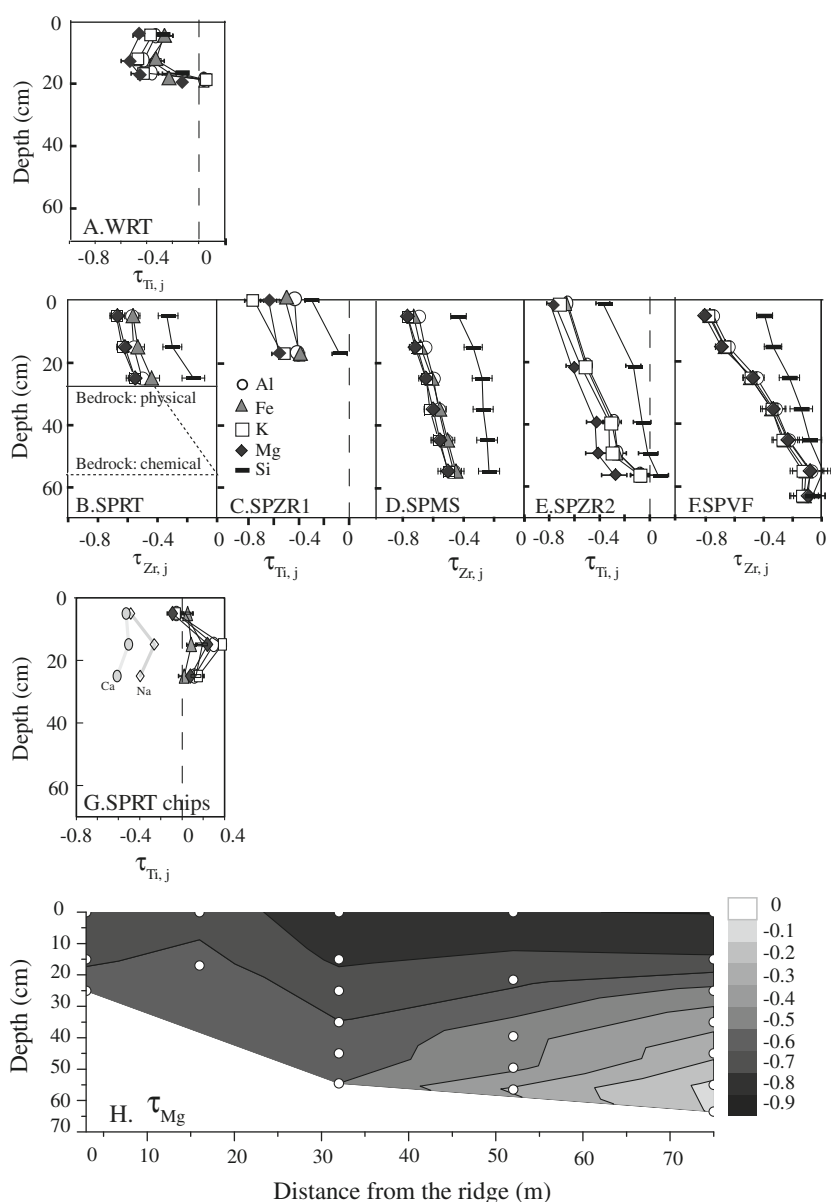 0
20
40
60
Depth (cm)
A.WRT
-0.8
-0.4
0
τTi, j
0
20
40
60
Depth (cm)
Bedrock: physical
Bedrock: chemical
B.SPRT
Al
Fe
K
Mg
Si
C.SPZR1
D.SPMS
E.SPZR2
F.SPVF
-0.8 -0.4 0
-0.8 -0.4 0
-0.8 -0.4 0
-0.8 -0.4 0
-0.8 -0.4 0
τZr, j
τTi, j
τZr, j
τTi, j
τZr, j
0
20
40
60
Depth (cm)
Ca
Na
G.SPRT chips
-0.8 -0.4 0 0.4
τTi, j
0
10
20
30
40
50
60
70
Depth (cm)
H. τMg
0
-0.1
-0.2
-0.3
-0.4
-0.5
-0.6
-0.7
-0.8
-0.9
0 10 20 30 40 50 60 70
Distance from the ridge (m)